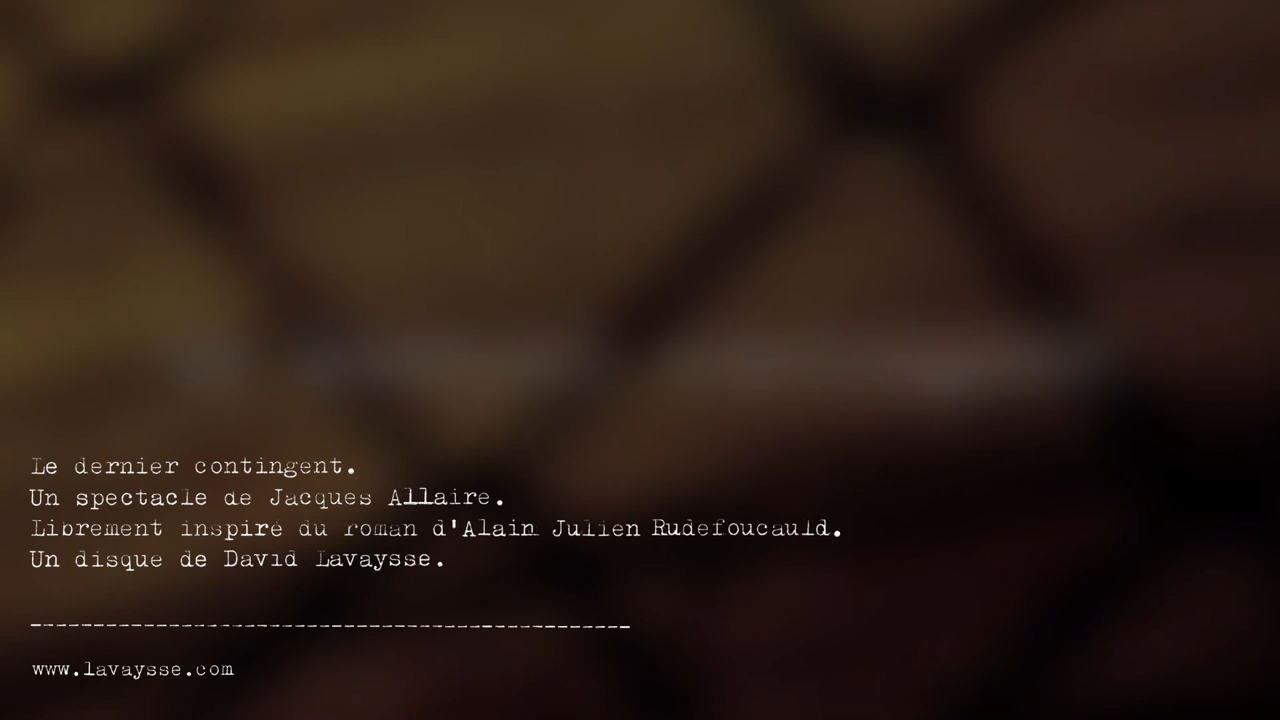 Le dernier contingent.
Un spectacle de Jacques Allaire.
Librement inspiré du roman d'Alain Julien Rudefoucauld.
Un disque de David Lavaysse.
--------------------------------------------------
www.lavaysse.com